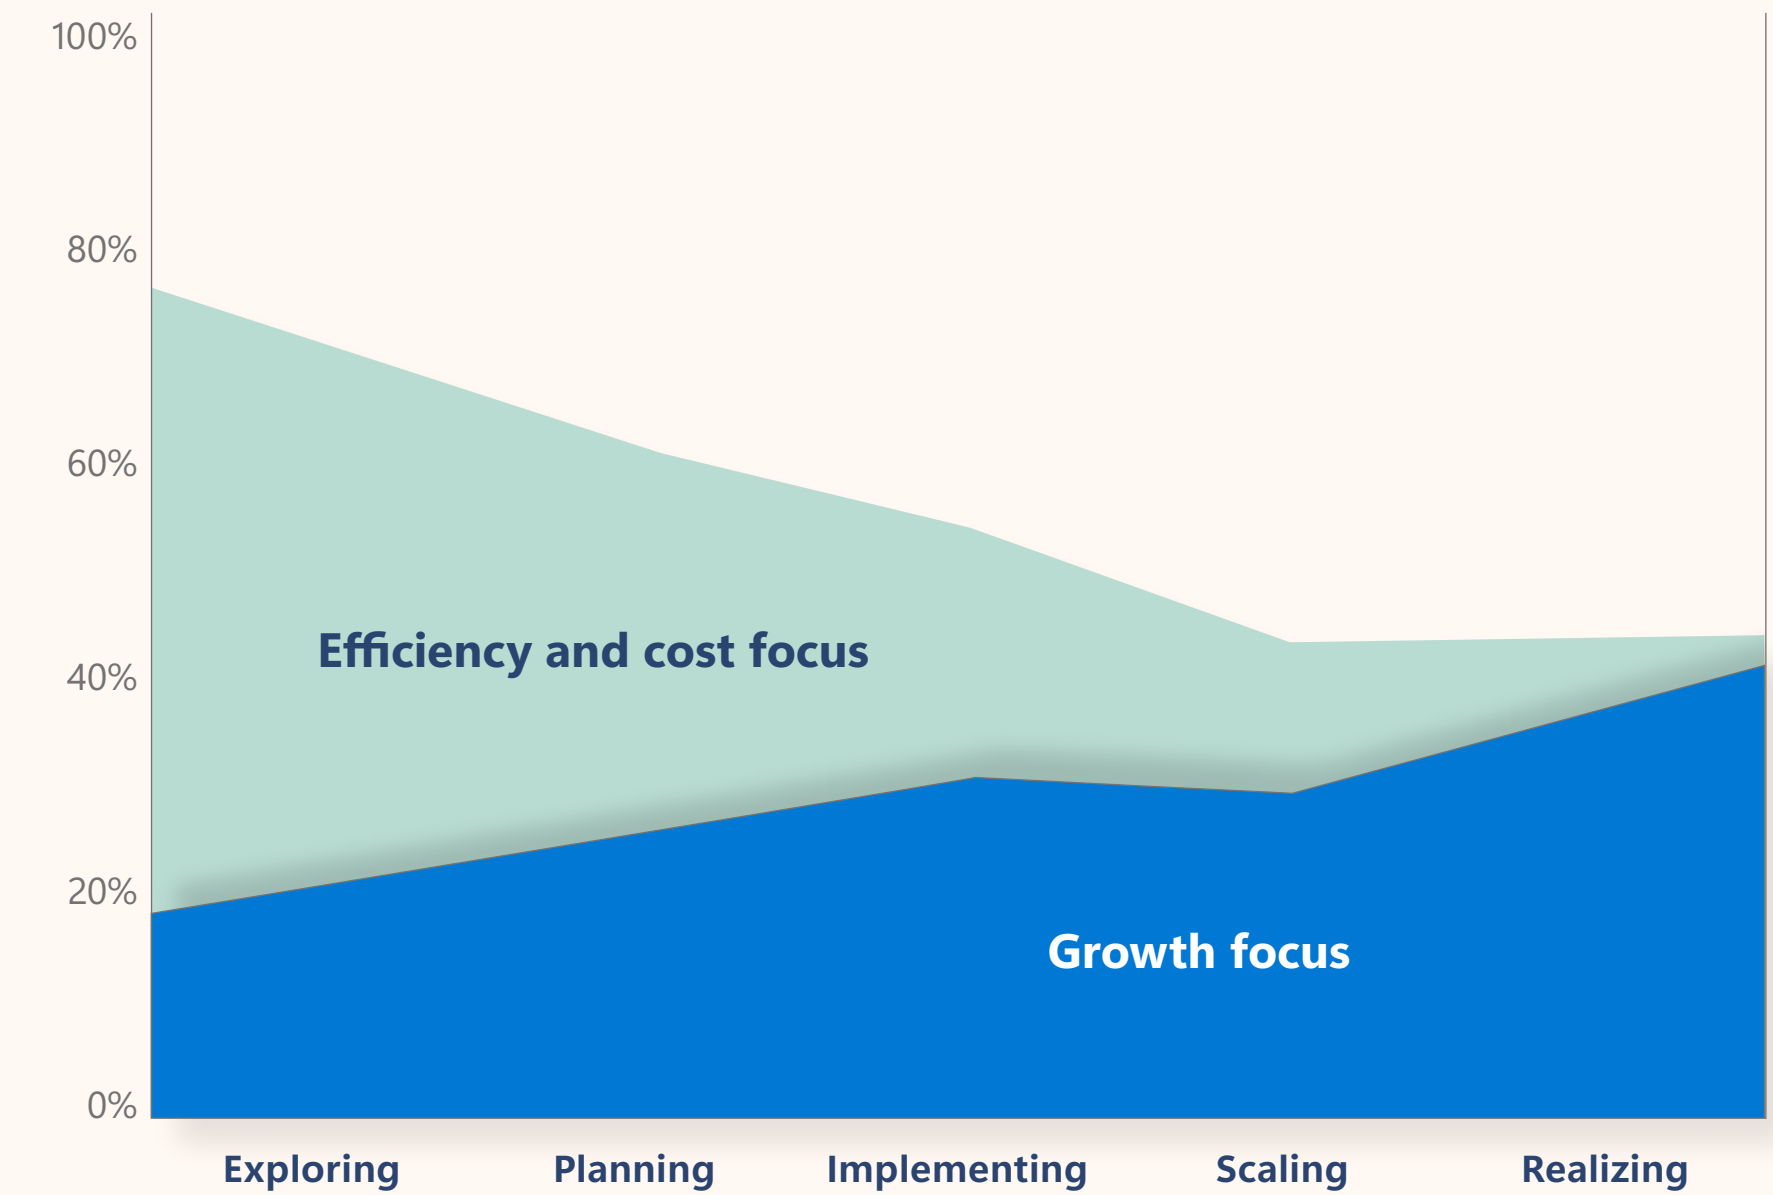 100%
80%
60%
Efficiency and cost focus
40%
20%
Growth focus
0%
Exploring
Planning
Implementing
Scaling
Realizing